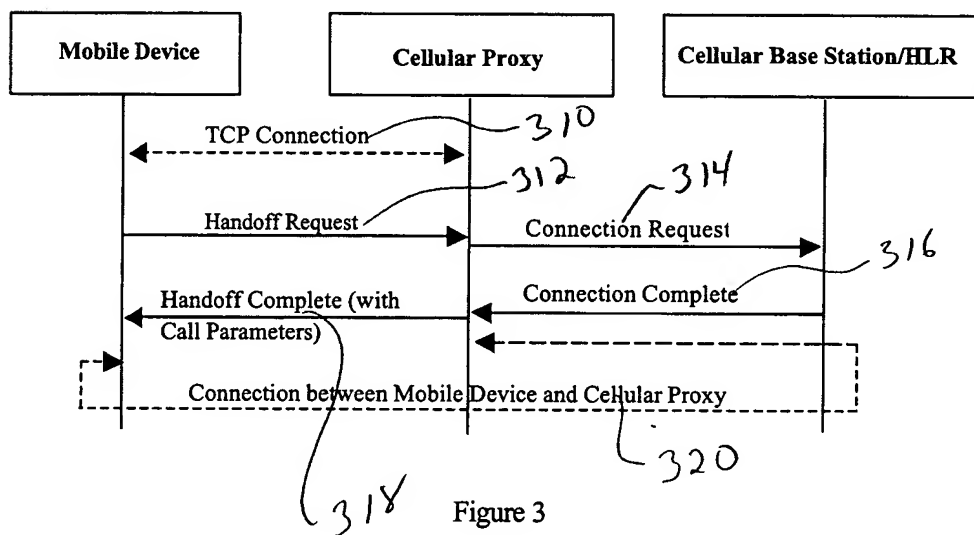 Mobile Device
Cellular Proxy
Cellular Base Station/HLR
TCP Connection
310
312
314
Handoff Request
Connection Request
316
Handoff Complete (with
Call Parameters)
Connection Complete
Connection between Mobile Device and Cellular Proxy
320
318
Figure 3